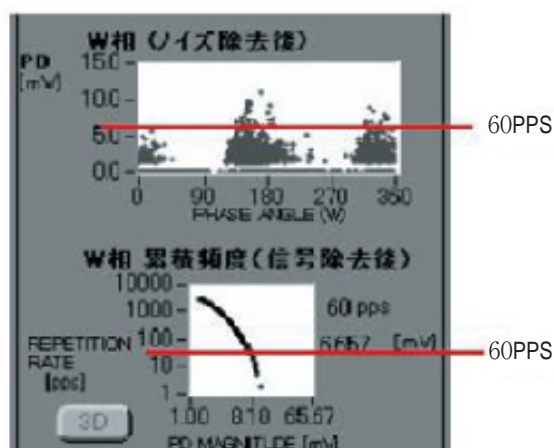 W相 (ノイズ除去後)
PD
[mV]
15.0
10.0
5.0
0.0
60PPS
0 90 180 270 360
PHASE ANGLE (W)
W相 累積頻度(信号除去後)
10000
1000
100
10
1
60 pps
6.657 [mV]
60PPS
REPETITION
RATE
[pps]
3D
1.00 8.10 65.67
PD MAGNITUDE [mV]